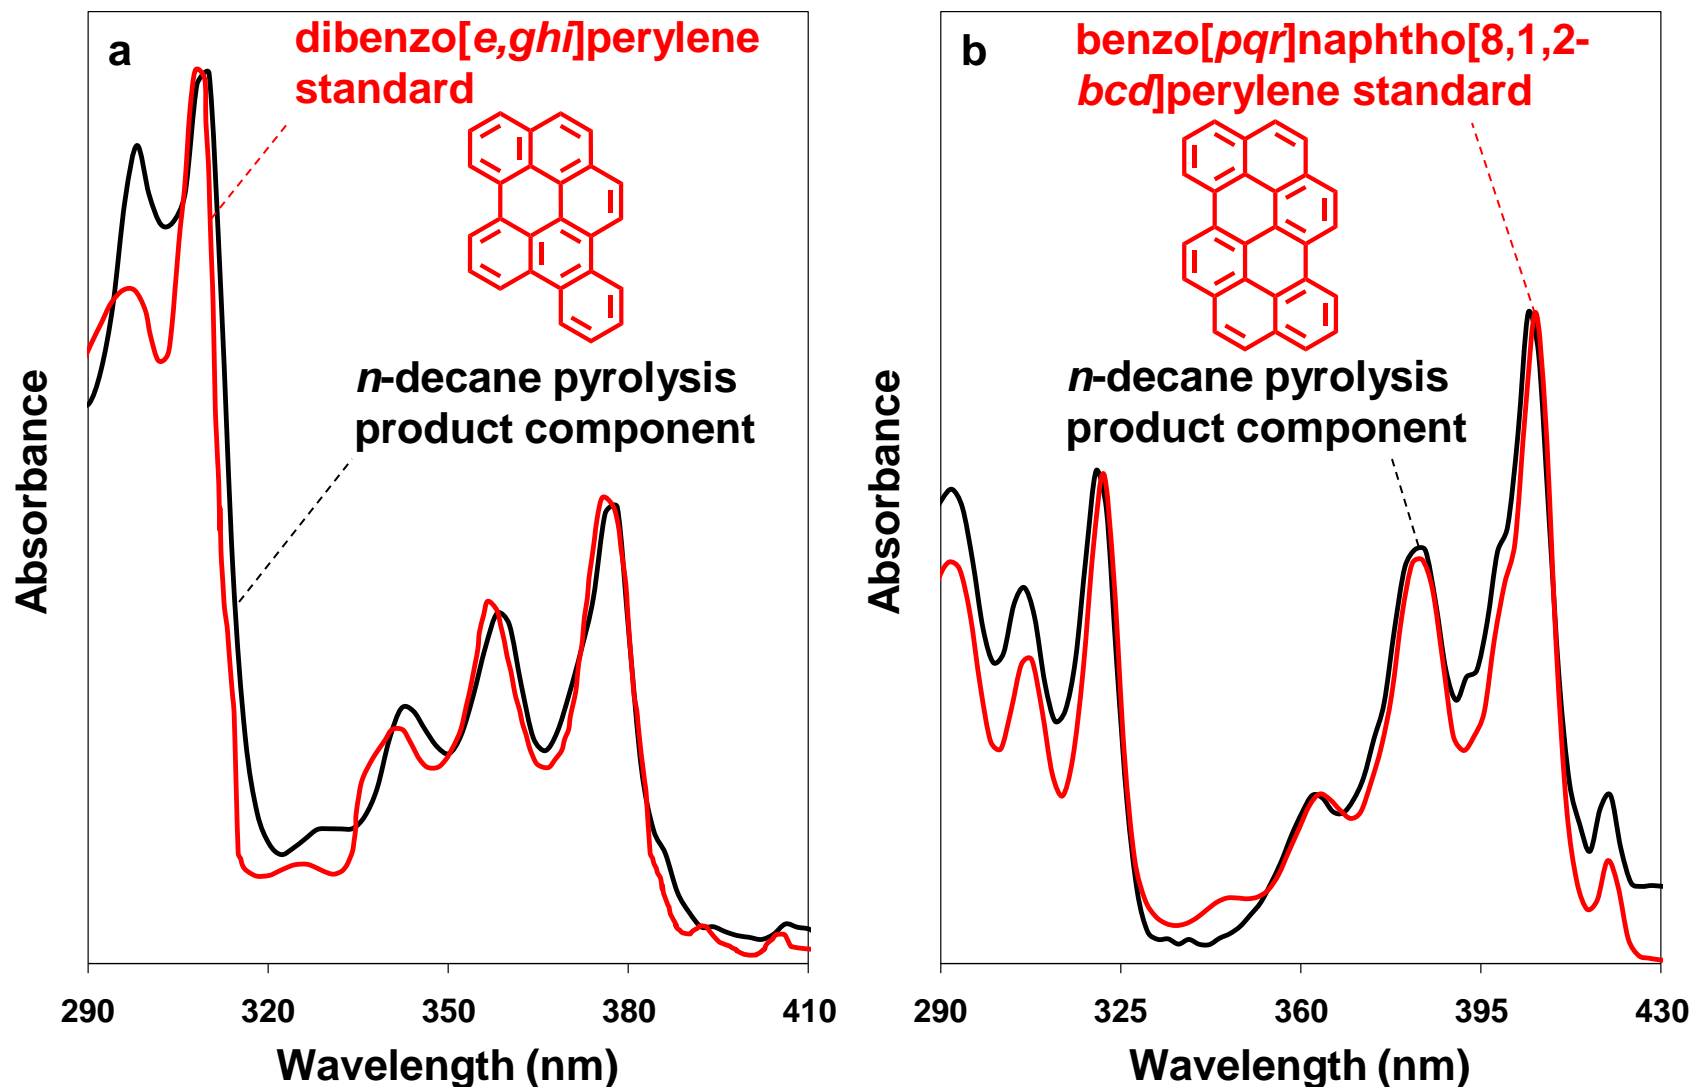 a
dibenzo[e,ghi]perylene
standard
n-decane pyrolysis
product component
Absorbance
290 320 350 380 410
Wavelength (nm)
b
benzo[pqr]naphtho[8,1,2-
bcd]perylene standard
n-decane pyrolysis
product component
Absorbance
290 325 360 395 430
Wavelength (nm)